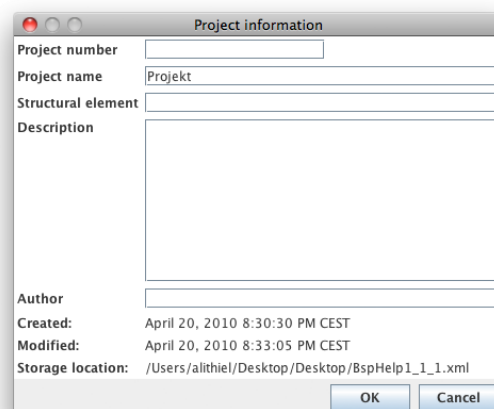 Project information
Project number
Project name Projekt
Structural element
Description
Author
Created: April 20, 2010 8:30:30 PM CEST
Modified: April 20, 2010 8:33:05 PM CEST
Storage location: /Users/alithiel/Desktop/Desktop/BspHelp1_1_1.xml
OK Cancel